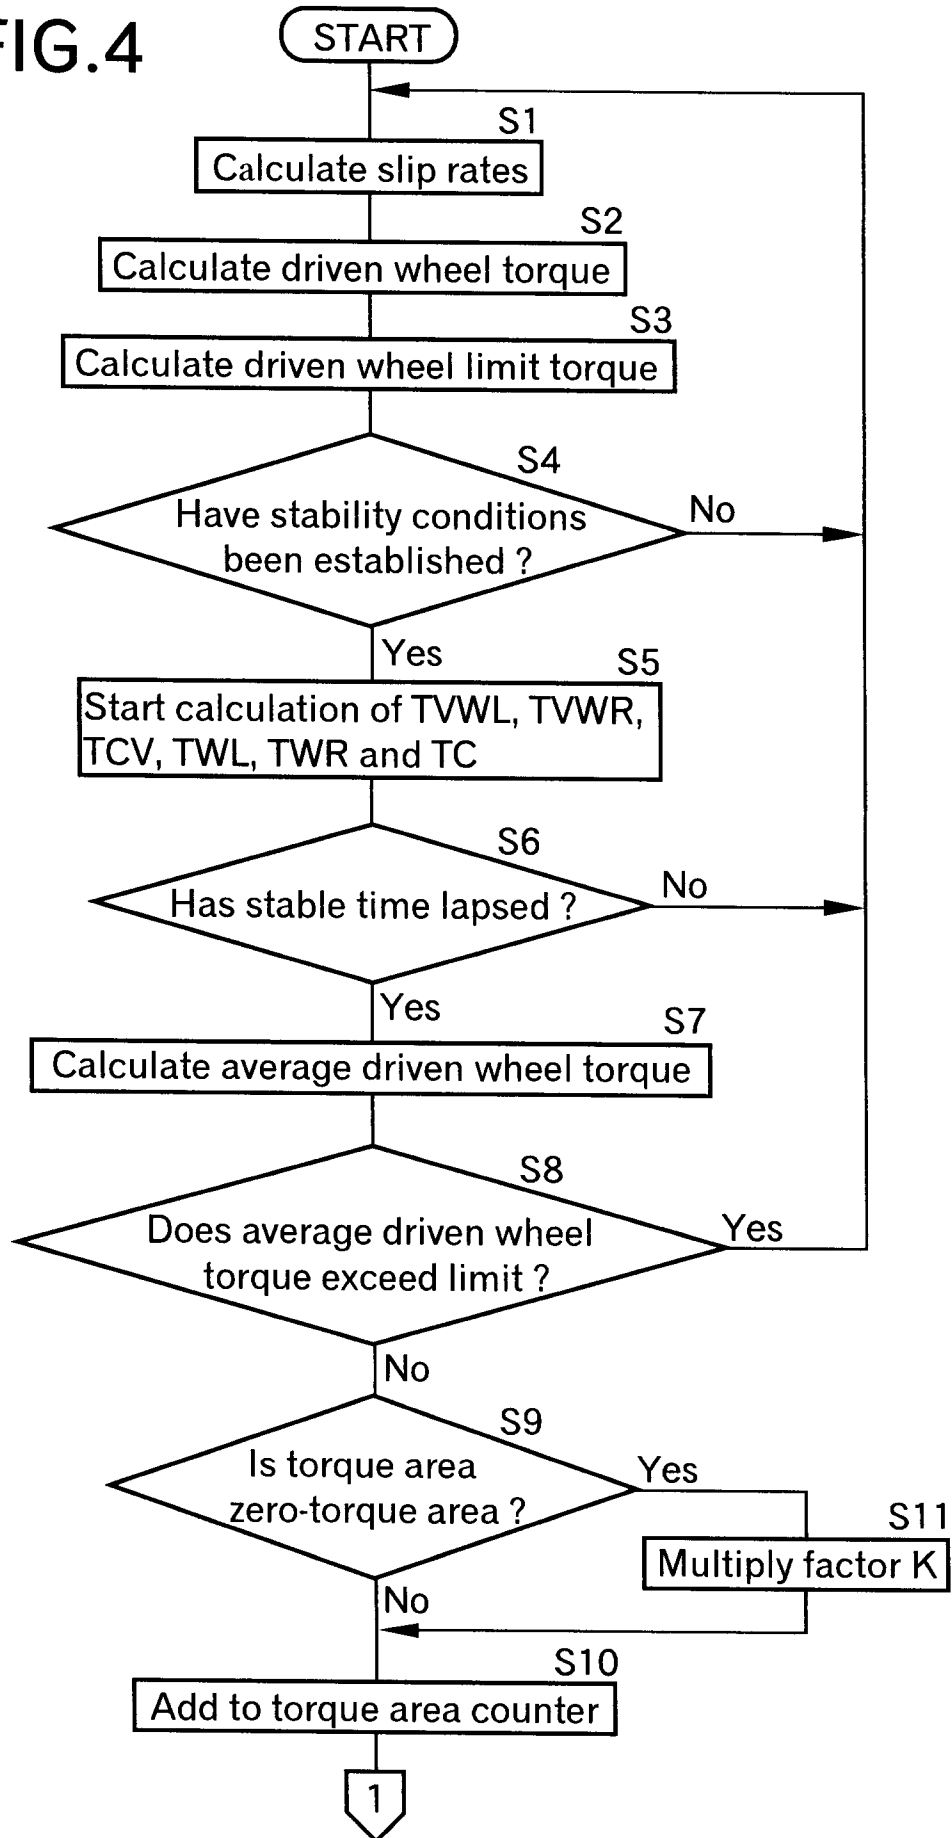 FIG.4
START
S1
Calculate slip rates
S2
Calculate driven wheel torque
S3
Calculate driven wheel limit torque
S4
Have stability conditions
been established ?
No
Yes
S5
Start calculation of TVWL, TVWR,
TCV, TWL, TWR and TC
S6
Has stable time lapsed ?
No
Yes
S7
Calculate average driven wheel torque
S8
Does average driven wheel
torque exceed limit ?
Yes
No
S9
Is torque area
zero-torque area ?
Yes
S11
Multiply factor K
No
S10
Add to torque area counter
1